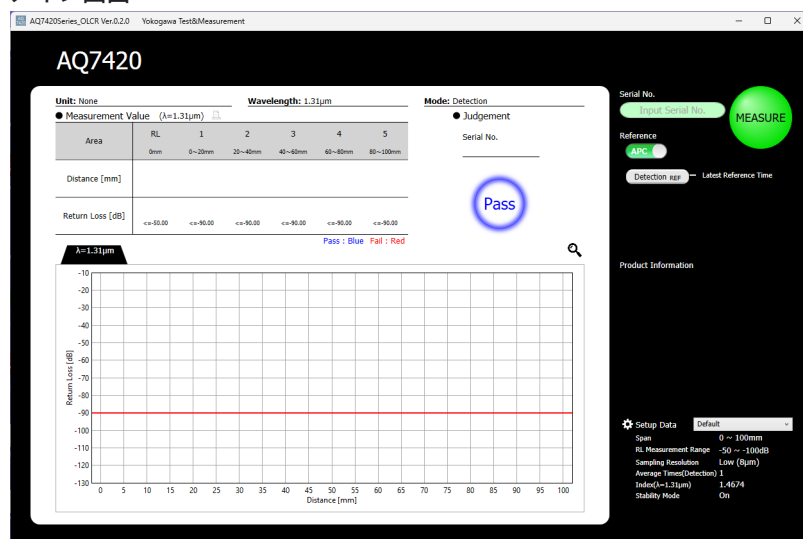 AQ7420Series_OLCR Ver.0.2.0 Yokogawa Test&Measurement
AQ7420
Unit: None
Wavelength: 1.31μm
Mode: Detection
● Measurement Value (λ=1.31μm)
● Judgement
Area RL 1 2 3 4 5
0mm 0～20mm 20～40mm 40～60mm 60～80mm 80～100mm
Serial No.
Distance [mm]
Return Loss [dB] <=-50.00 <=-90.00 <=-90.00 <=-90.00 <=-90.00 <=-90.00
Pass
Pass : Blue Fail : Red
λ=1.31μm
Return Loss [dB]
-10
-20
-30
-40
-50
-60
-70
-80
-90
-100
-110
-120
-130
0 5 10 15 20 25 30 35 40 45 50 55 60 65 70 75 80 85 90 95 100
Distance [mm]
Serial No.
Input Serial No.
MEASURE
Reference
APC
Detection REF
Latest Reference Time
Product Information
Setup Data Default
Span 0 ~ 100mm
RL Measurement Range -50 ~ -100dB
Sampling Resolution Low (8μm)
Average Times(Detection) 1
Index(λ=1.31μm) 1.4674
Stability Mode On